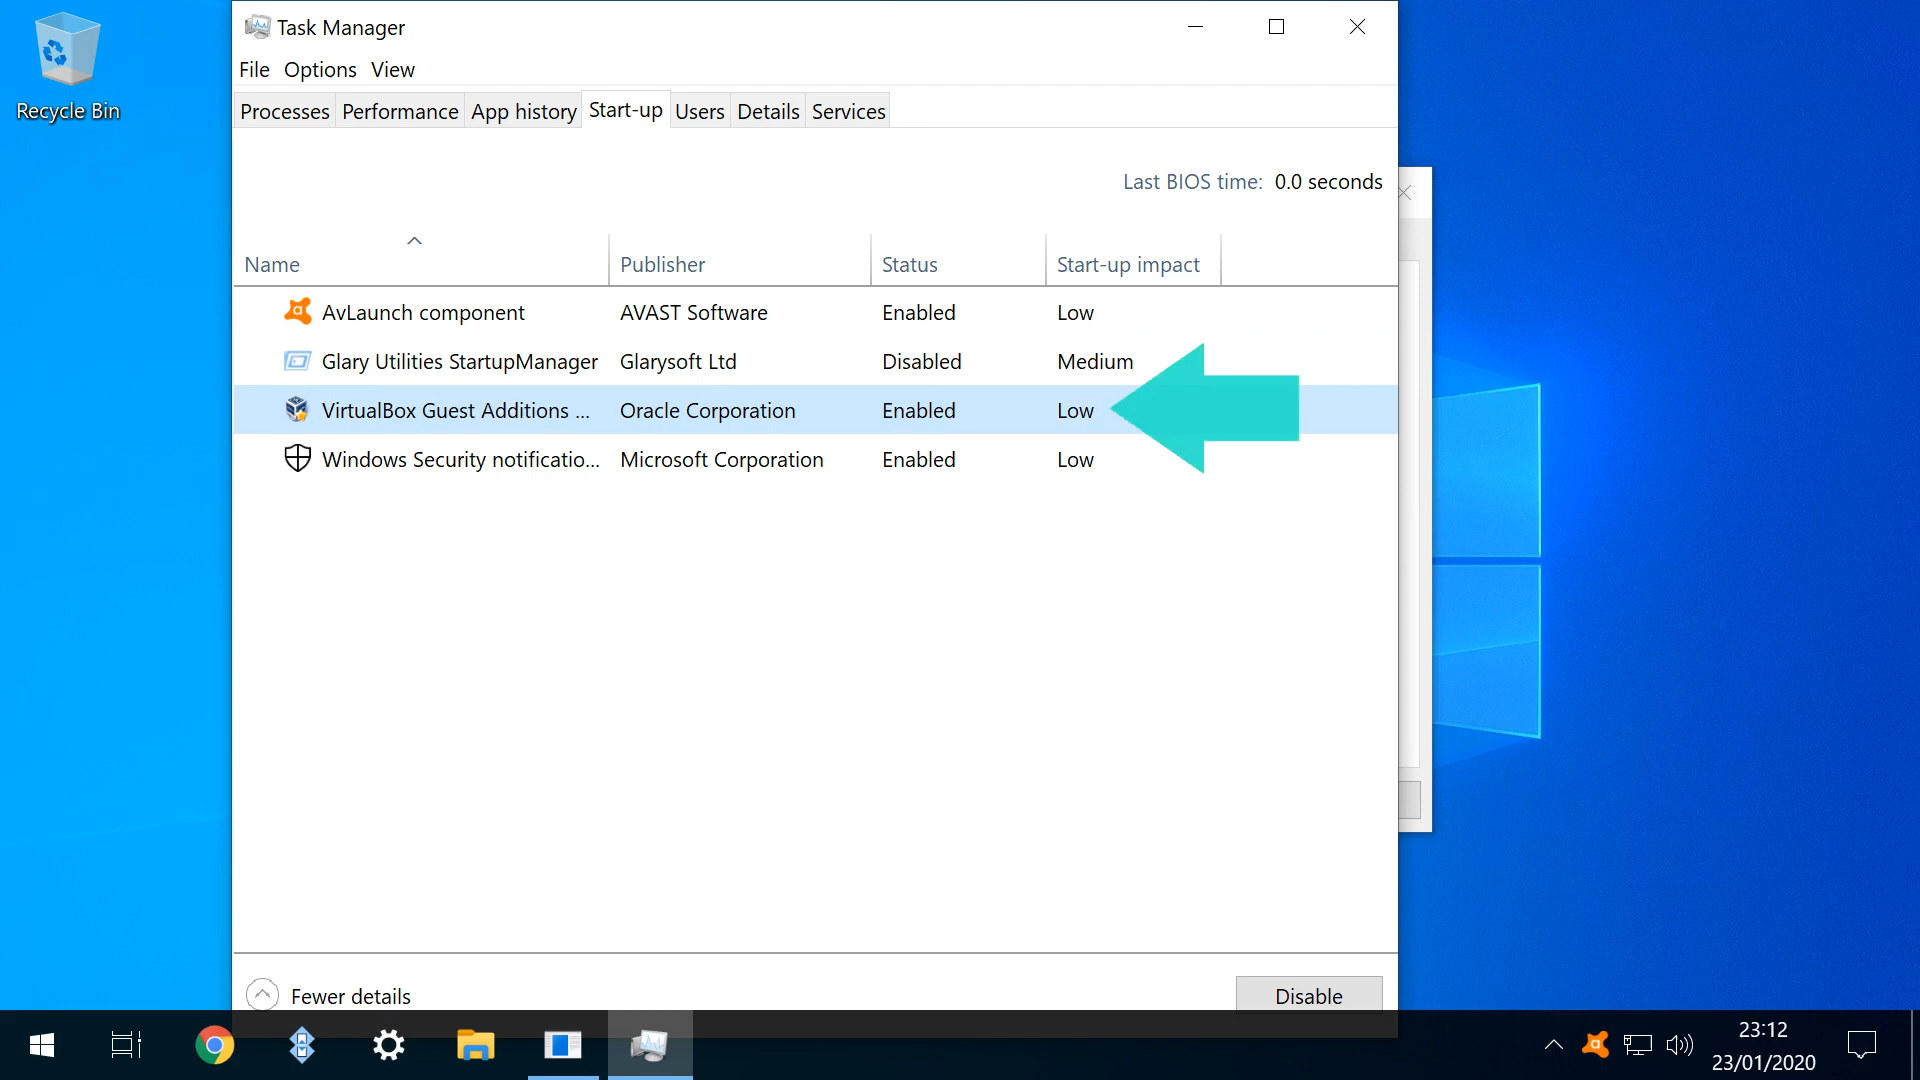 Recycle Bin
Task Manager
File Options View
Processes Performance App history Start-up Users Details Services
Last BIOS time: 0.0 seconds
Name Publisher Status Start-up impact
AvLaunch component AVAST Software Enabled Low
Glary Utilities StartupManager Glarysoft Ltd Disabled Medium
VirtualBox Guest Additions ... Oracle Corporation Enabled Low
Windows Security notificatio... Microsoft Corporation Enabled Low
Fewer details Disable
23:12
23/01/2020